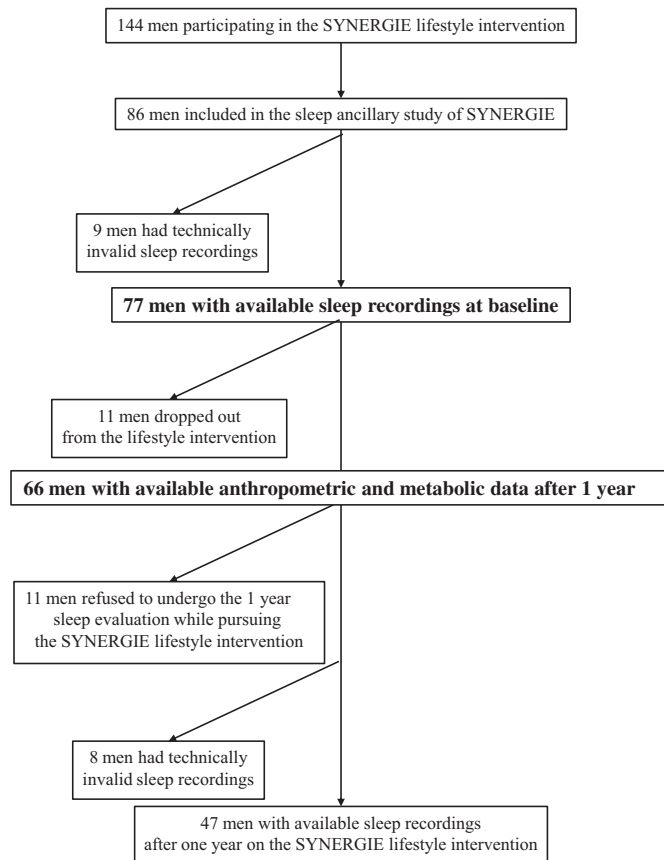 144 men participating in the SYNERGIE lifestyle intervention
86 men included in the sleep ancillary study of SYNERGIE
9 men had technically
invalid sleep recordings
77 men with available sleep recordings at baseline
11 men dropped out
from the lifestyle intervention
66 men with available anthropometric and metabolic data after 1 year
11 men refused to undergo the 1 year
sleep evaluation while pursuing
the SYNERGIE lifestyle intervention
8 men had technically
invalid sleep recordings
47 men with available sleep recordings
after one year on the SYNERGIE lifestyle intervention